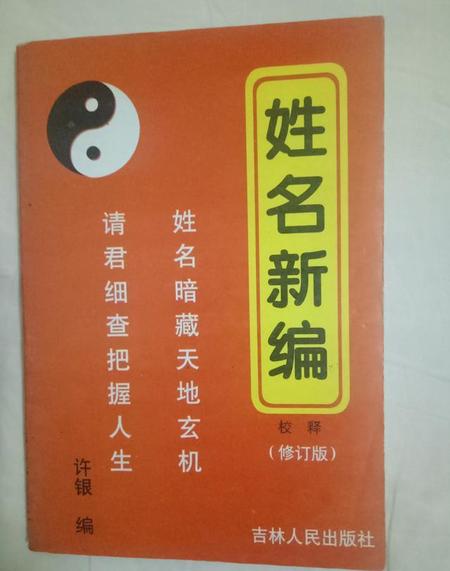 姓名新编
校释
(修订版)
姓名暗藏天地玄机
请君细查把握人生
许银 编
吉林人民出版社